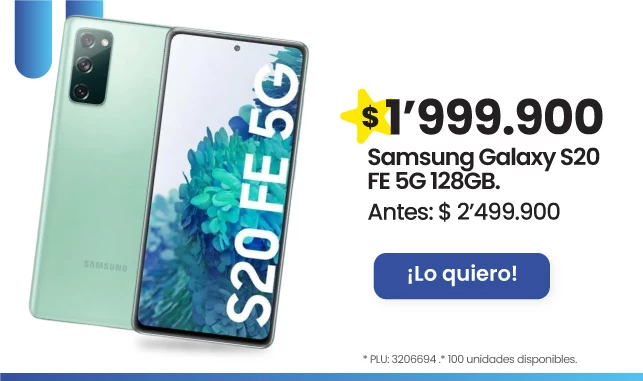 SAMSUNG
S20 FE 5G
$ 1’999.900
Samsung Galaxy S20
FE 5G 128GB.
Antes: $ 2’499.900
¡Lo quiero!
* PLU: 3206694 .* 100 unidades disponibles.